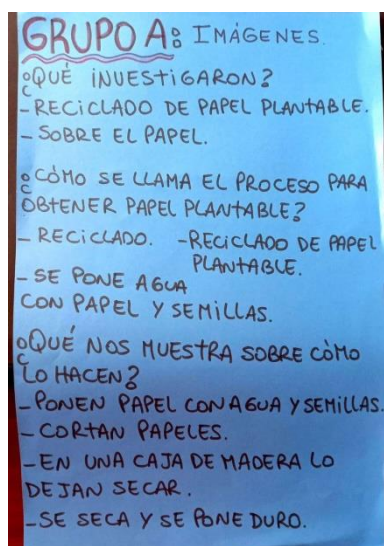 GRUPO A: IMÁGENES.
¿QUÉ INVESTIGARON?
-RECICLADO DE PAPEL PLANTABLE.
- SOBRE EL PAPEL.
¿CÓMO SE LLAMA EL PROCESO PARA
OBTENER PAPEL PLANTABLE?
- RECICLADO. -RECICLADO DE PAPEL
PLANTABLE.
- SE PONE AGUA
CON PAPEL Y SEMILLAS.
¿QUÉ NOS MUESTRA SOBRE CÒMO
LO HACEN?
-PONEN PAPEL CON AGUA Y SEMILLAS.
- CORTAN PAPELES.
-EN UNA CAJA DE MADERA LO
DEJAN SECAR.
-SE SECA Y SE PONE DURO.